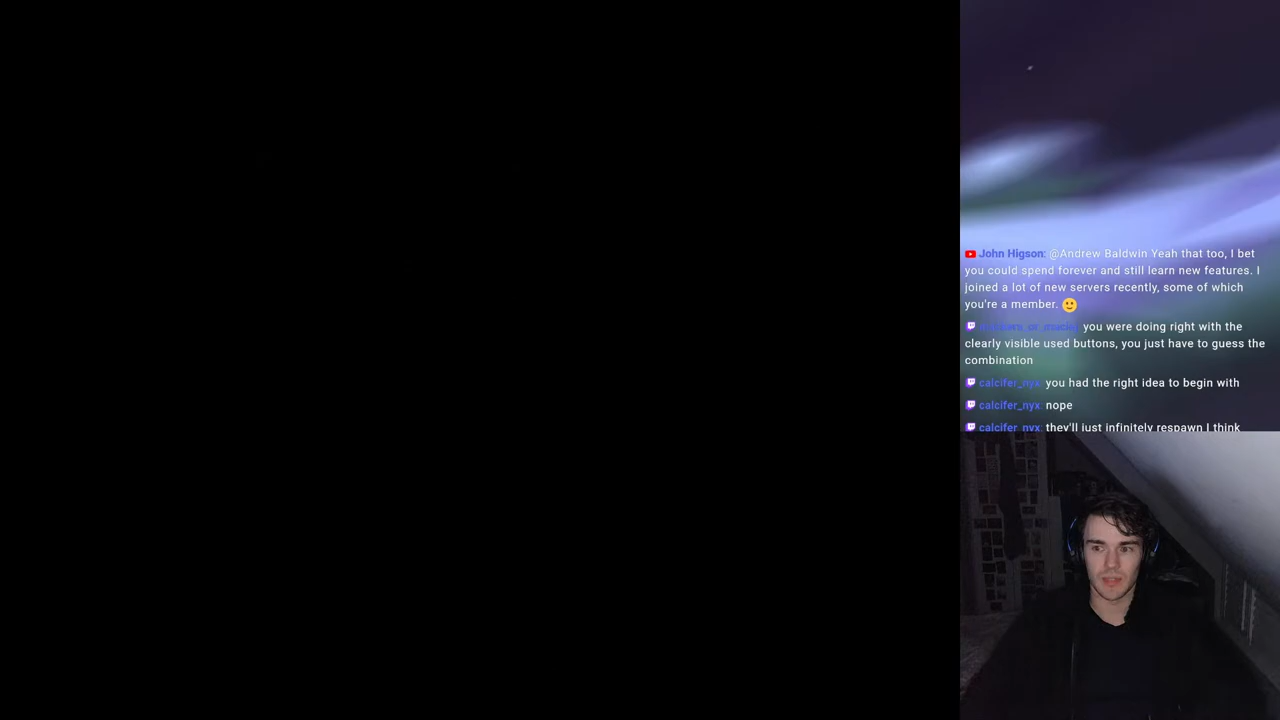 John Higson: @Andrew Baldwin Yeah that too, I bet
you could spend forever and still learn new features. I
joined a lot of new servers recently, some of which
you're a member. 🙂
you were doing right with the
clearly visible used buttons, you just have to guess the
combination
calcifer_nyx: you had the right idea to begin with
calcifer_nyx: nope
calcifer_nyx: they'll just infinitely respawn I think